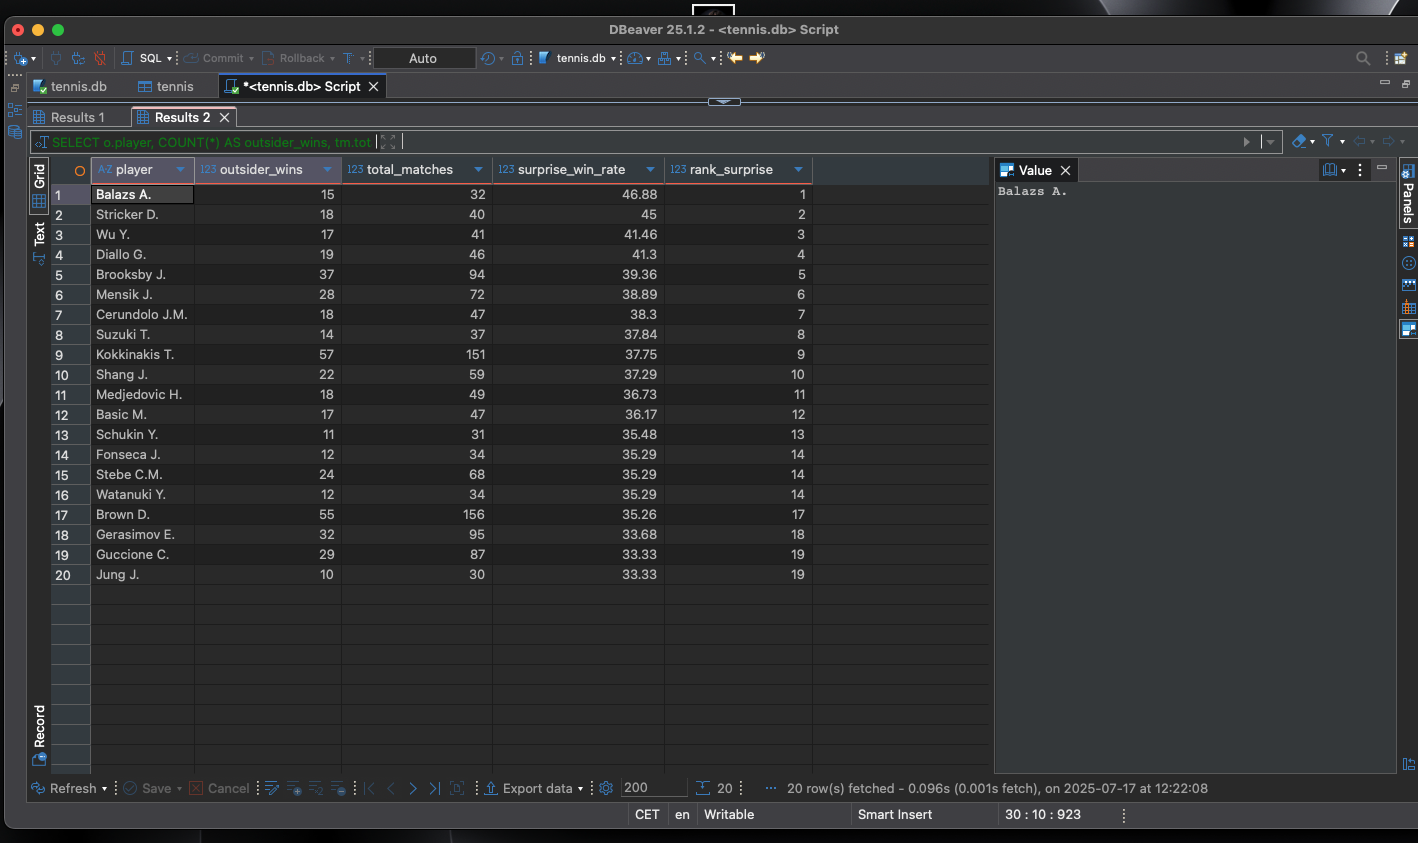 DBeaver 25.1.2 - <tennis.db> Script
SQL Commit Rollback T Auto tennis.db
tennis.db tennis *<tennis.db> Script
Results 1 Results 2
SELECT o.player, COUNT(*) AS outsider_wins, tm.tot
Grid
Text
Record
A-Z player 123 outsider_wins 123 total_matches 123 surprise_win_rate 123 rank_surprise
1 Balazs A. 15 32 46.88 1
2 Stricker D. 18 40 45 2
3 Wu Y. 17 41 41.46 3
4 Diallo G. 19 46 41.3 4
5 Brooksby J. 37 94 39.36 5
6 Mensik J. 28 72 38.89 6
7 Cerundolo J.M. 18 47 38.3 7
8 Suzuki T. 14 37 37.84 8
9 Kokkinakis T. 57 151 37.75 9
10 Shang J. 22 59 37.29 10
11 Medjedovic H. 18 49 36.73 11
12 Basic M. 17 47 36.17 12
13 Schukin Y. 11 31 35.48 13
14 Fonseca J. 12 34 35.29 14
15 Stebe C.M. 24 68 35.29 14
16 Watanuki Y. 12 34 35.29 14
17 Brown D. 55 156 35.26 17
18 Gerasimov E. 32 95 33.68 18
19 Guccione C. 29 87 33.33 19
20 Jung J. 10 30 33.33 19
Value
Balazs A.
Panels
Refresh Save Cancel Export data 200 20 ... 20 row(s) fetched - 0.096s (0.001s fetch), on 2025-07-17 at 12:22:08
CET en Writable Smart Insert 30 : 10 : 923